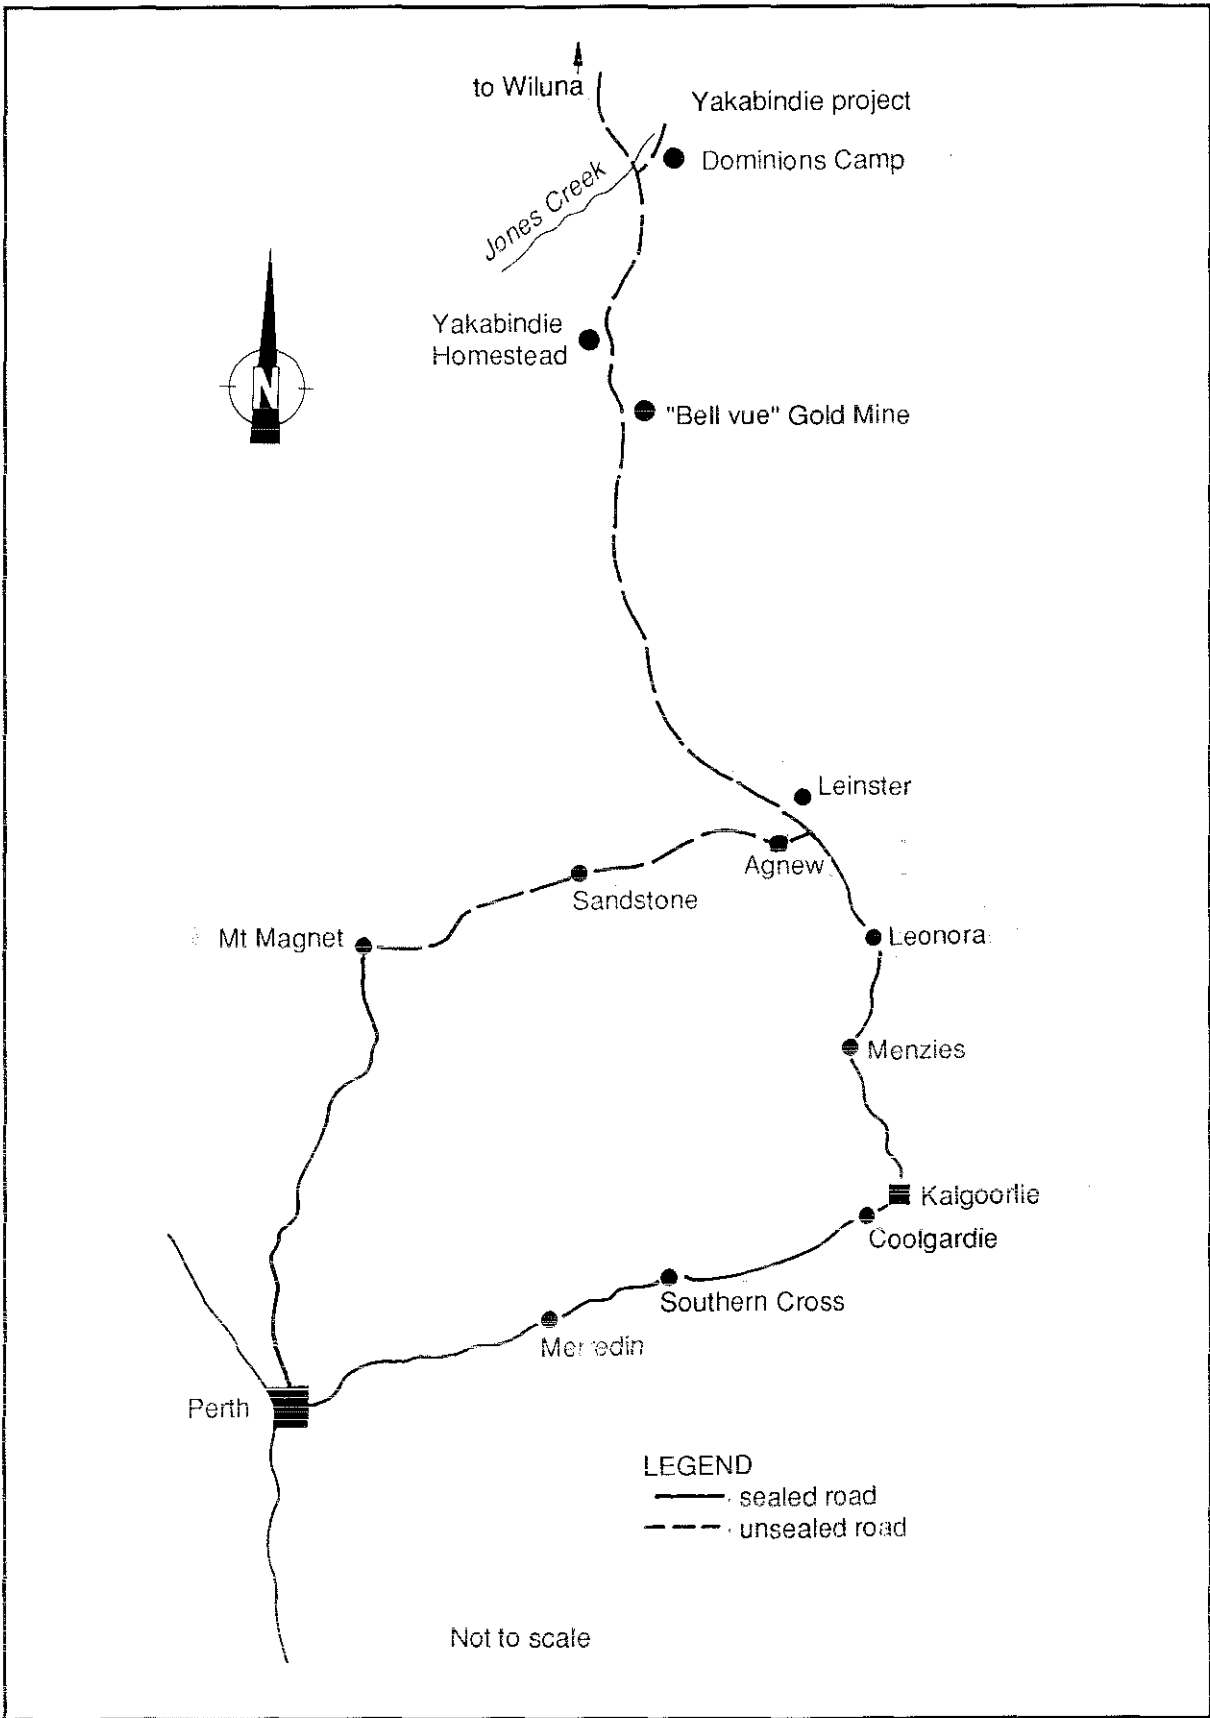 to Wiluna
Yakabindie project
Dominions Camp
Jones Creek
Yakabindie
Homestead
N
"Bell vue" Gold Mine
Leinster
Agnew
Sandstone
Mt Magnet
Leonora
Menzies
Kalgoorlie
Coolgardie
Southern Cross
Merredin
Perth
LEGEND
sealed road
unsealed road
Not to scale